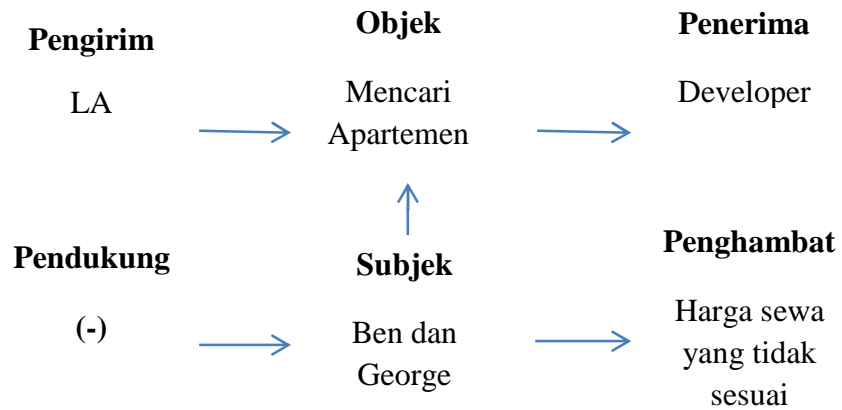 Pengirim
Objek
Penerima
LA
Mencari
Apartemen
Developer
Pendukung
Subjek
Penghambat
(-)
Ben dan
George
Harga sewa
yang tidak
sesuai